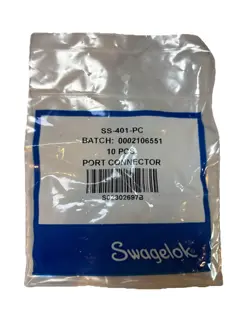 SS-401-PC
BATCH: 0002106551
10 PCS
PORT CONNECTOR
Swagelok